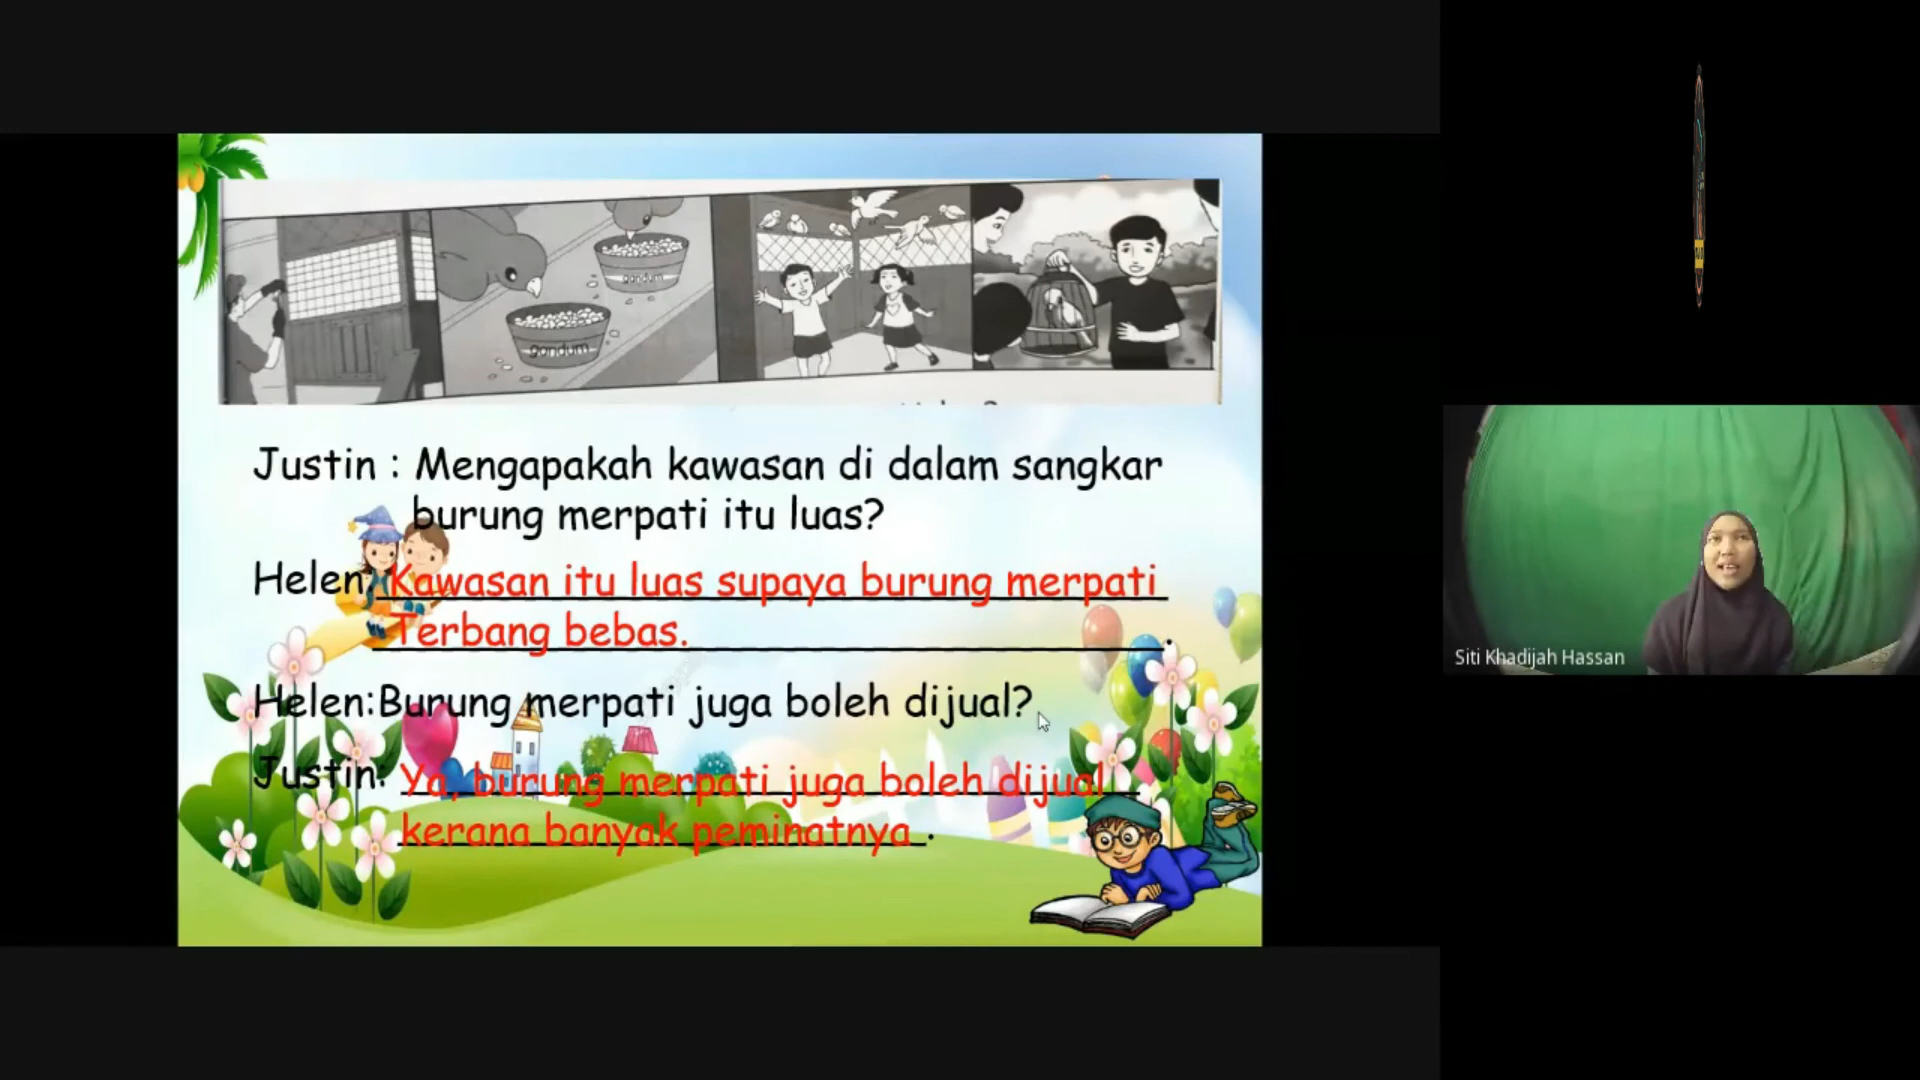 gandum
gandum
Justin : Mengapakah kawasan di dalam sangkar
burung merpati itu luas?
Helen: Kawasan itu luas supaya burung merpati
Terbang bebas. .
Helen:Burung merpati juga boleh dijual?
Justin: Ya, burung merpati juga boleh dijual
kerana banyak peminatnya .
Siti Khadijah Hassan